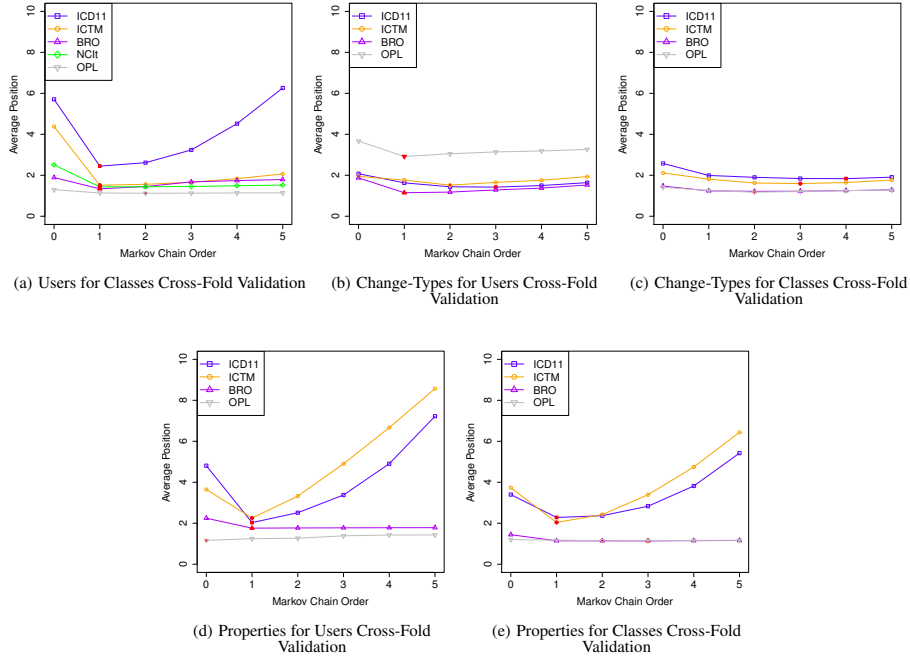 ICD11
ICTM
BRO
NCIt
OPL
Average Position
0 2 4 6 8 10
0 1 2 3 4 5
Markov Chain Order
(a) Users for Classes Cross-Fold Validation
ICD11
ICTM
BRO
OPL
Average Position
0 2 4 6 8 10
0 1 2 3 4 5
Markov Chain Order
(b) Change-Types for Users Cross-Fold
Validation
ICD11
ICTM
BRO
OPL
Average Position
0 2 4 6 8 10
0 1 2 3 4 5
Markov Chain Order
(c) Change-Types for Classes Cross-Fold
Validation
ICD11
ICTM
BRO
OPL
Average Position
0 2 4 6 8 10
0 1 2 3 4 5
Markov Chain Order
(d) Properties for Users Cross-Fold
Validation
ICD11
ICTM
BRO
OPL
Average Position
0 2 4 6 8 10
0 1 2 3 4 5
Markov Chain Order
(e) Properties for Classes Cross-Fold
Validation